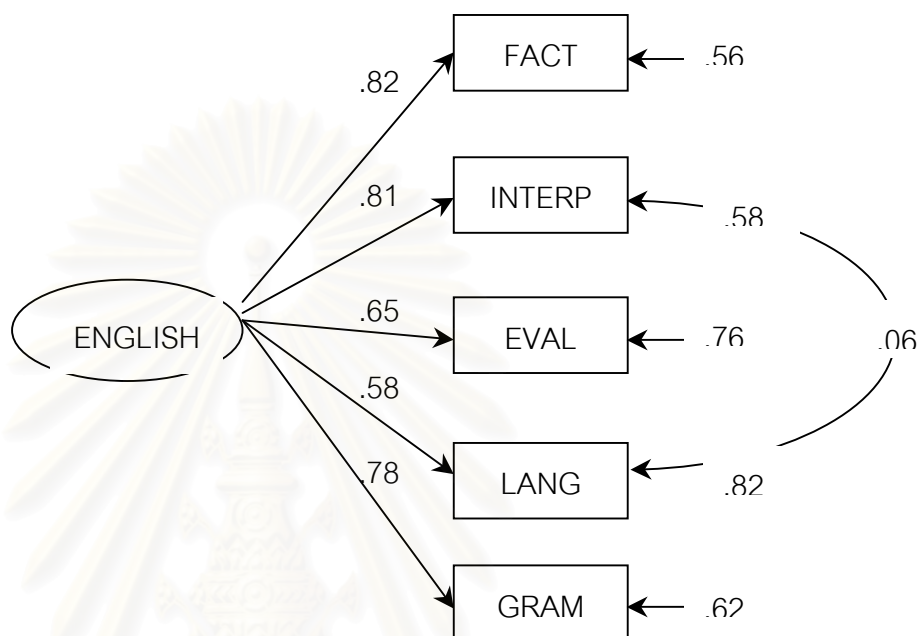 FACT
.56
.82
INTERP
.81
.58
ENGLISH
.65
EVAL
.76
.06
.58
LANG
.82
.78
GRAM
.62